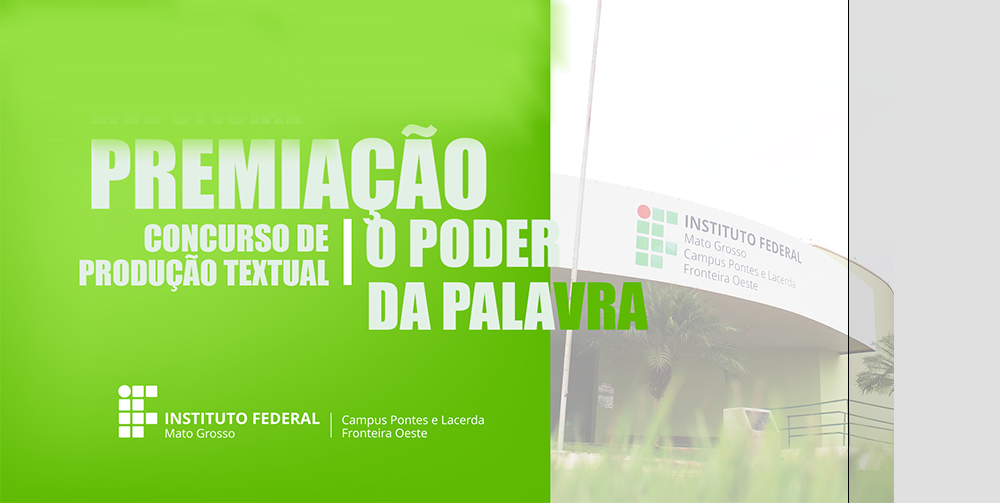 PREMIAÇÃO
CONCURSO DE
PRODUÇÃO TEXTUAL
O PODER
DA PALAVRA
INSTITUTO FEDERAL
Mato Grosso
Campus Pontes e Lacerda
Fronteira Oeste
INSTITUTO FEDERAL
Mato Grosso
Campus Pontes e Lacerda
Fronteira Oeste